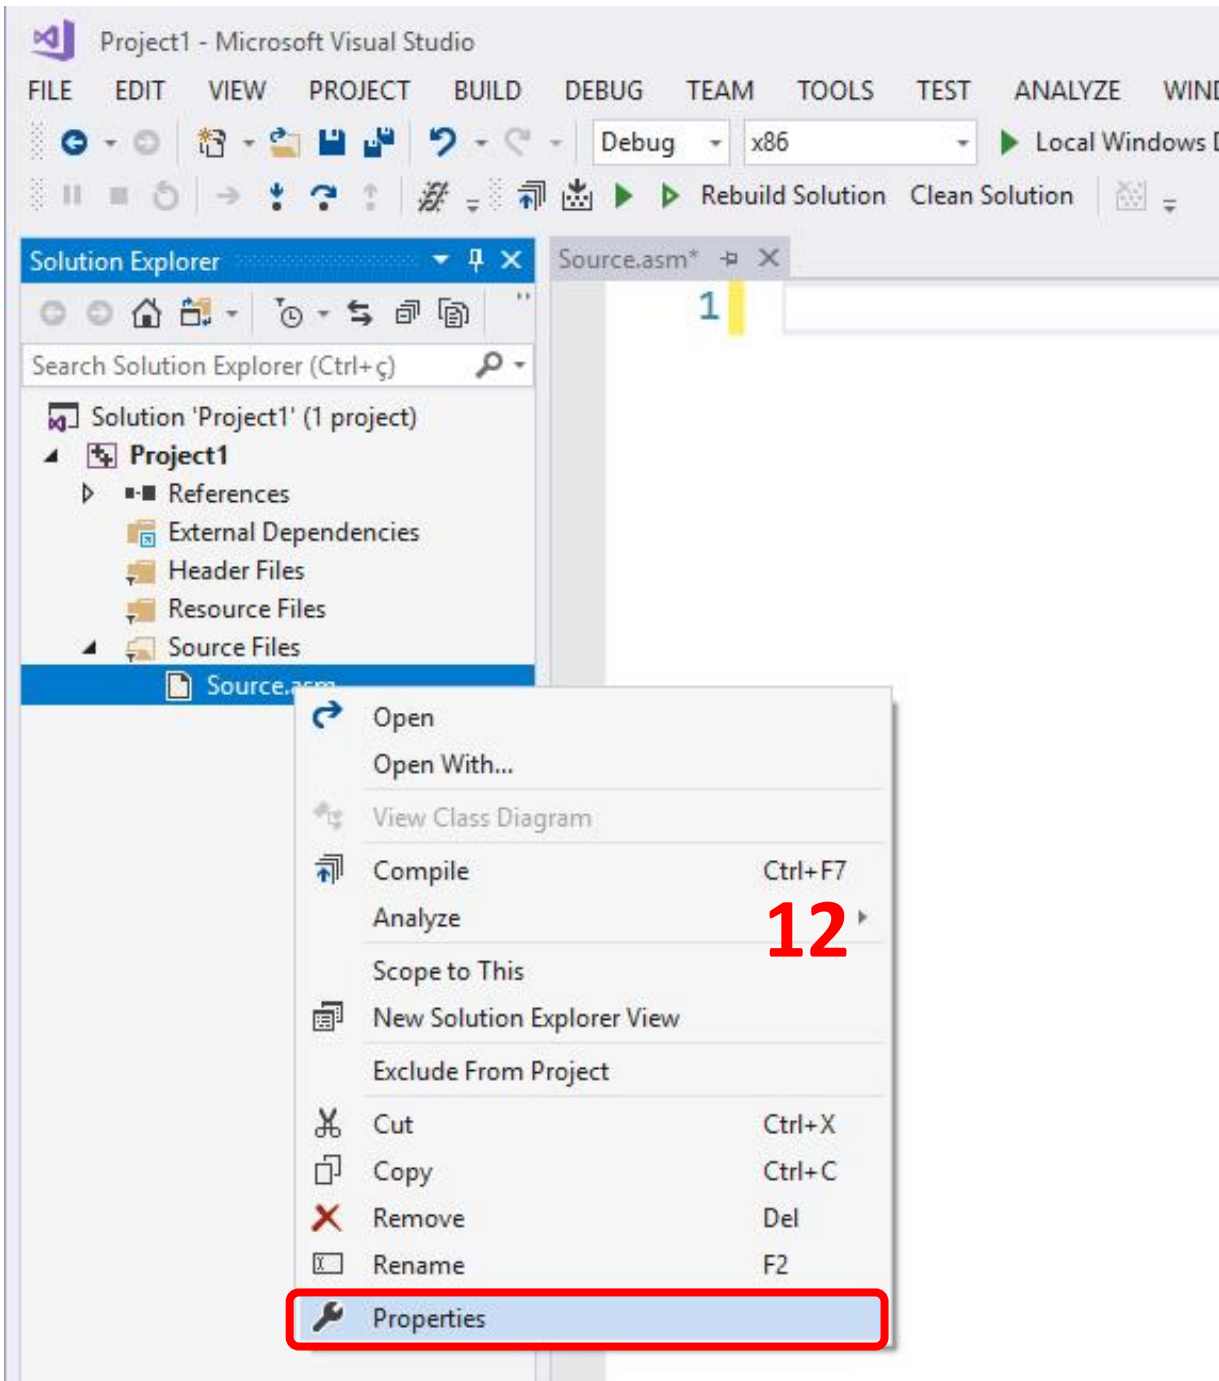 Project1 - Microsoft Visual Studio
FILE EDIT VIEW PROJECT BUILD DEBUG TEAM TOOLS TEST ANALYZE
Debug x86 Local Windows
Rebuild Solution Clean Solution
Solution Explorer
Source.asm*
1
Search Solution Explorer (Ctrl+ç)
Solution 'Project1' (1 project)
Project1
References
External Dependencies
Header Files
Resource Files
Source Files
Source.asm
Open
Open With...
View Class Diagram
Compile Ctrl+F7
Analyze
12
Scope to This
New Solution Explorer View
Exclude From Project
Cut Ctrl+X
Copy Ctrl+C
Remove Del
Rename F2
Properties